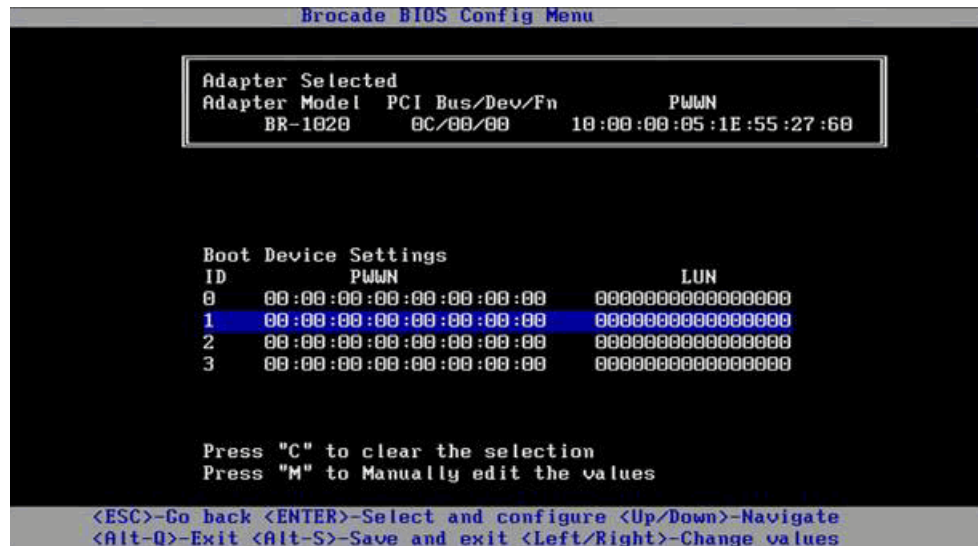 Brocade BIOS Config Menu
Adapter Selected
Adapter Model PCI Bus/Dev/Fn PWWN
BR-1020 0C/00/00 10:00:00:05:1E:55:27:60
Boot Device Settings
ID PWWN LUN
0 00:00:00:00:00:00:00:00 0000000000000000
1 00:00:00:00:00:00:00:00 0000000000000000
2 00:00:00:00:00:00:00:00 0000000000000000
3 00:00:00:00:00:00:00:00 0000000000000000
Press "C" to clear the selection
Press "M" to Manually edit the values
<ESC>-Go back <ENTER>-Select and configure <Up/Down>-Navigate
<Alt-Q>-Exit <Alt-S>-Save and exit <Left/Right>-Change values